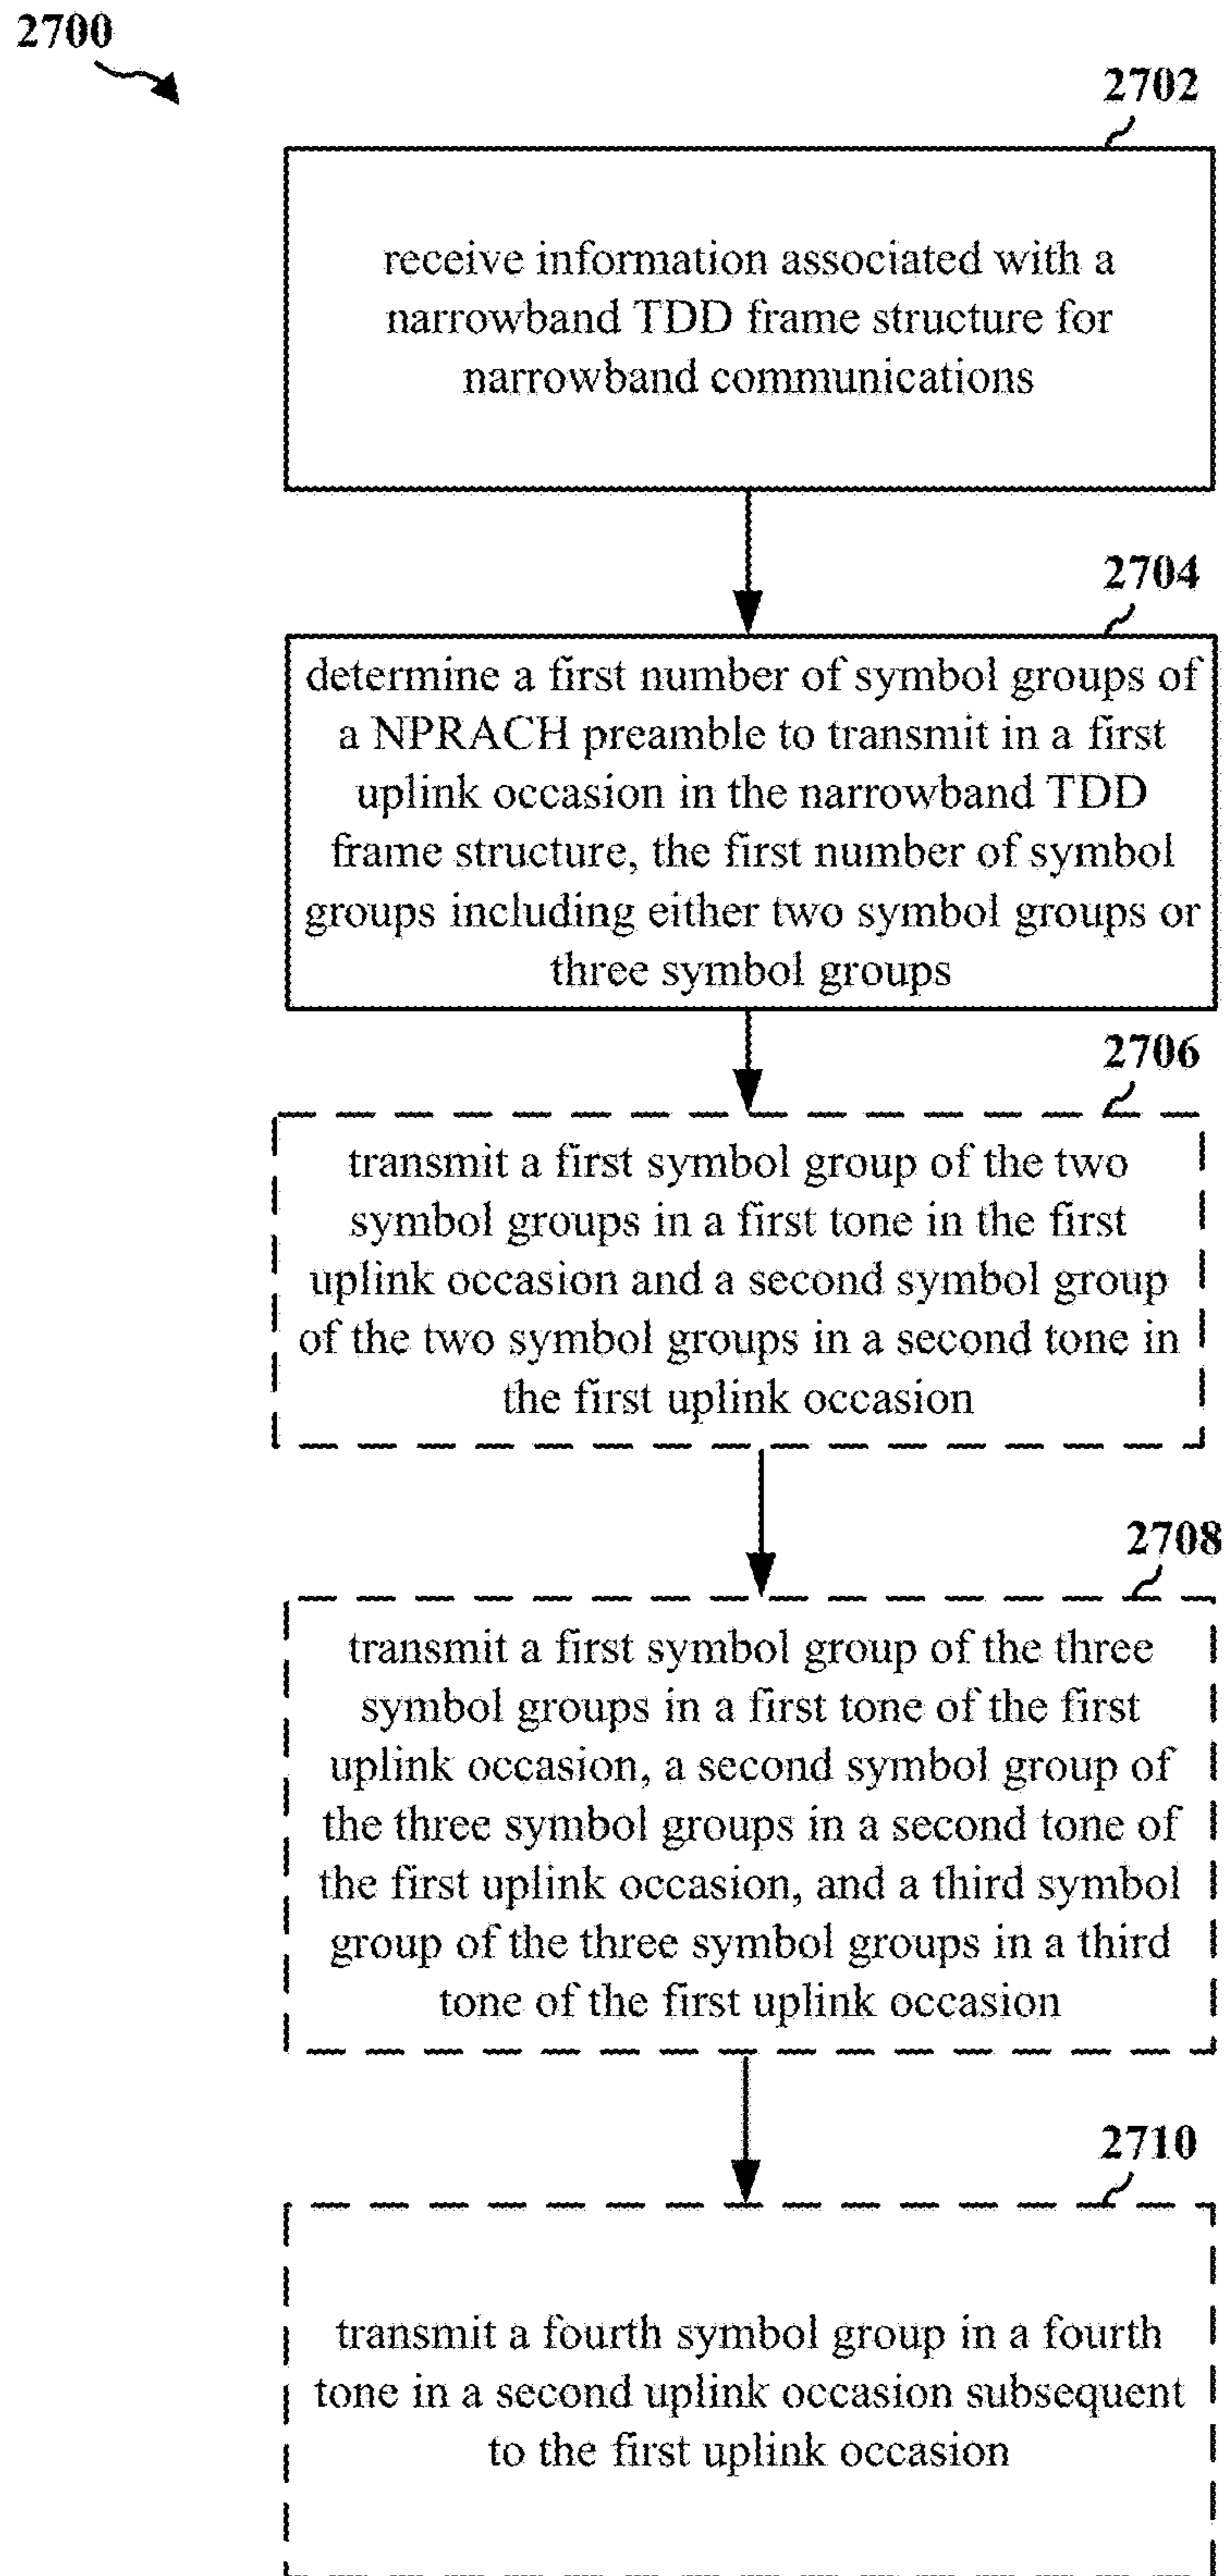 2700
2702
receive information associated with a
narrowband TDD frame structure for
narrowband communications
2704
determine a first number of symbol groups of
a NPRACH preamble to transmit in a first
uplink occasion in the narrowband TDD
frame structure, the first number of symbol
groups including either two symbol groups or
three symbol groups
2706
transmit a first symbol group of the two
symbol groups in a first tone in the first
uplink occasion and a second symbol group
of the two symbol groups in a second tone in
the first uplink occasion
2708
transmit a first symbol group of the three
symbol groups in a first tone of the first
uplink occasion, a second symbol group of
the three symbol groups in a second tone of
the first uplink occasion, and a third symbol
group of the three symbol groups in a third
tone of the first uplink occasion
2710
transmit a fourth symbol group in a fourth
tone in a second uplink occasion subsequent
to the first uplink occasion